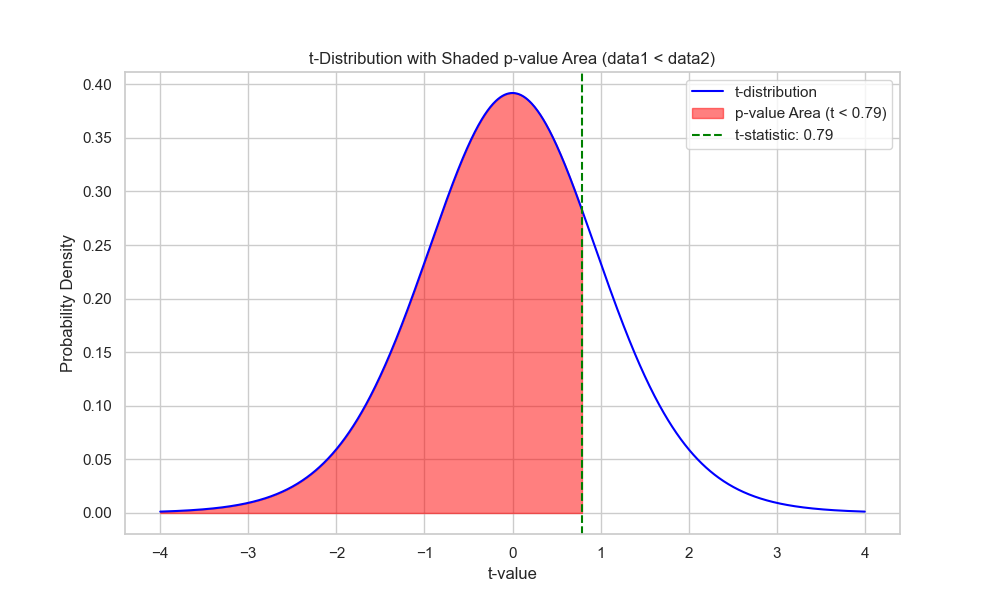 t-Distribution with Shaded p-value Area (data1 < data2)
t-distribution
p-value Area (t < 0.79)
t-statistic: 0.79
Probability Density
0.40
0.35
0.30
0.25
0.20
0.15
0.10
0.05
0.00
−4 −3 −2 −1 0 1 2 3 4
t-value